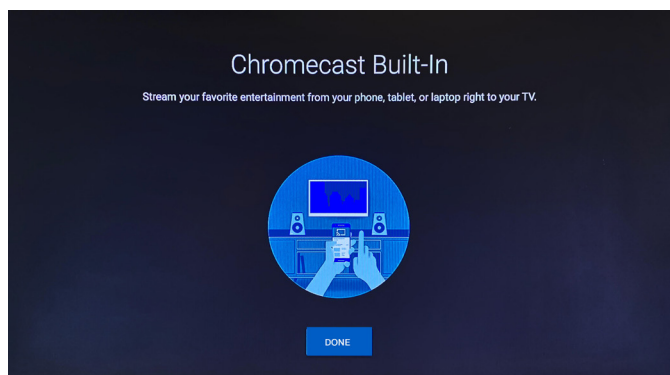 Chromecast Built-In
Stream your favorite entertainment from your phone, tablet, or laptop right to your TV.
DONE